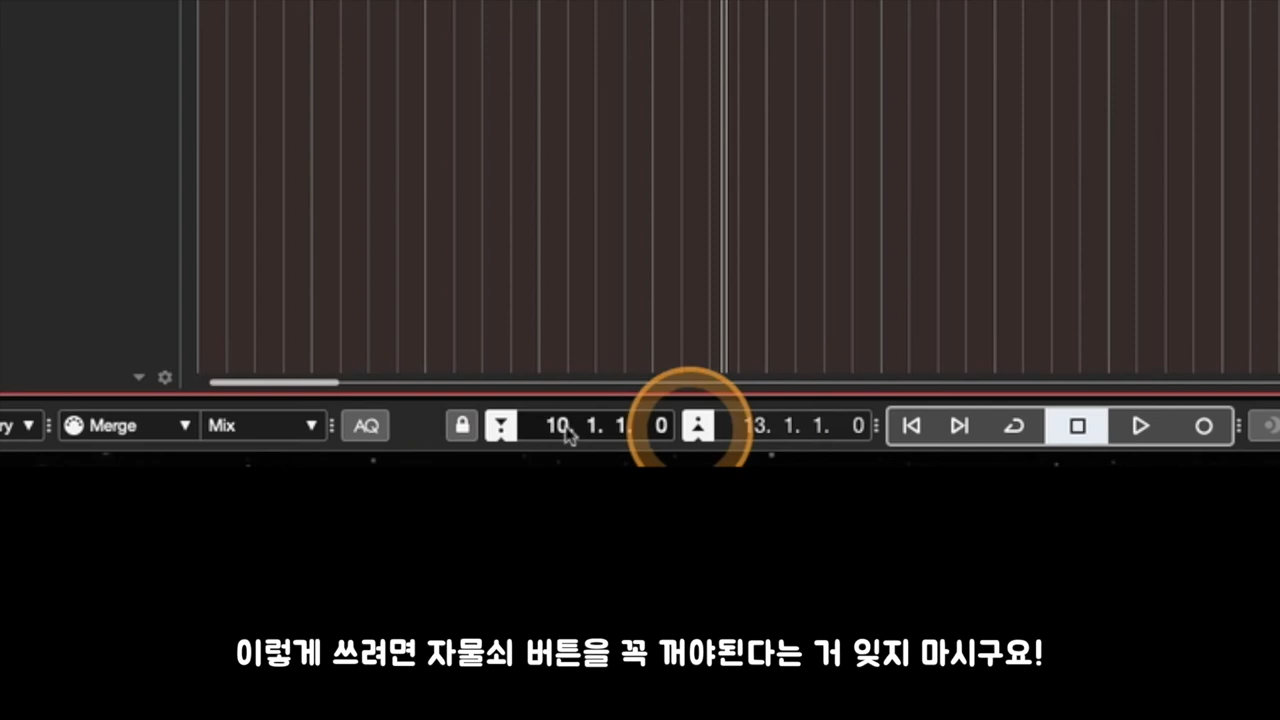 ry
Merge
Mix
AQ
10. 1. 1. 0
13. 1. 1. 0
이렇게 쓰려면 자물쇠 버튼을 꼭 꺼야된다는 거 잊지 마시구요!